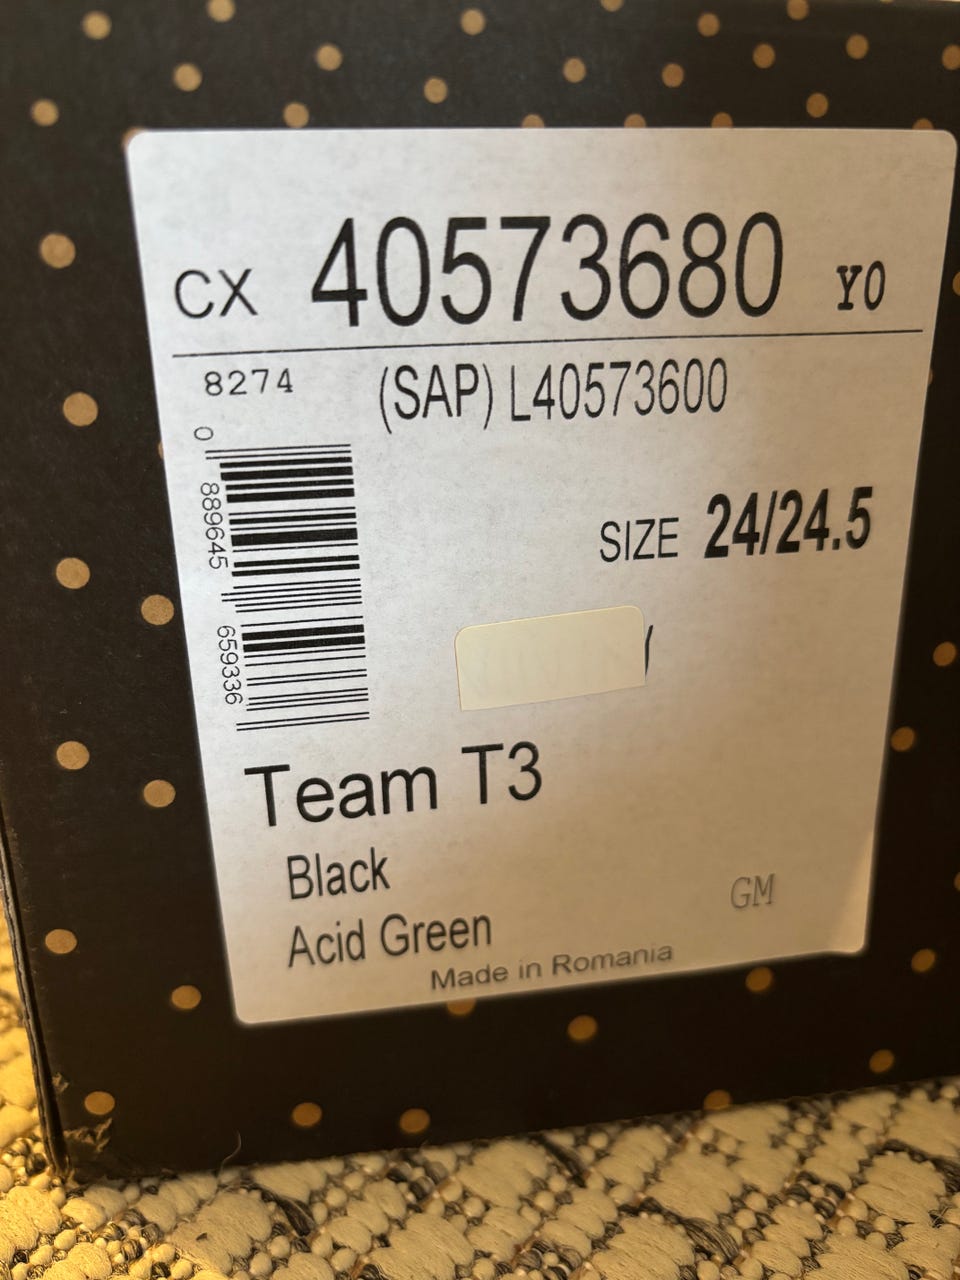 CX 40573680 Y0
8274 (SAP) L40573600
0 889645 659336
SIZE 24/24.5
Team T3
Black
Acid Green
GM
Made in Romania